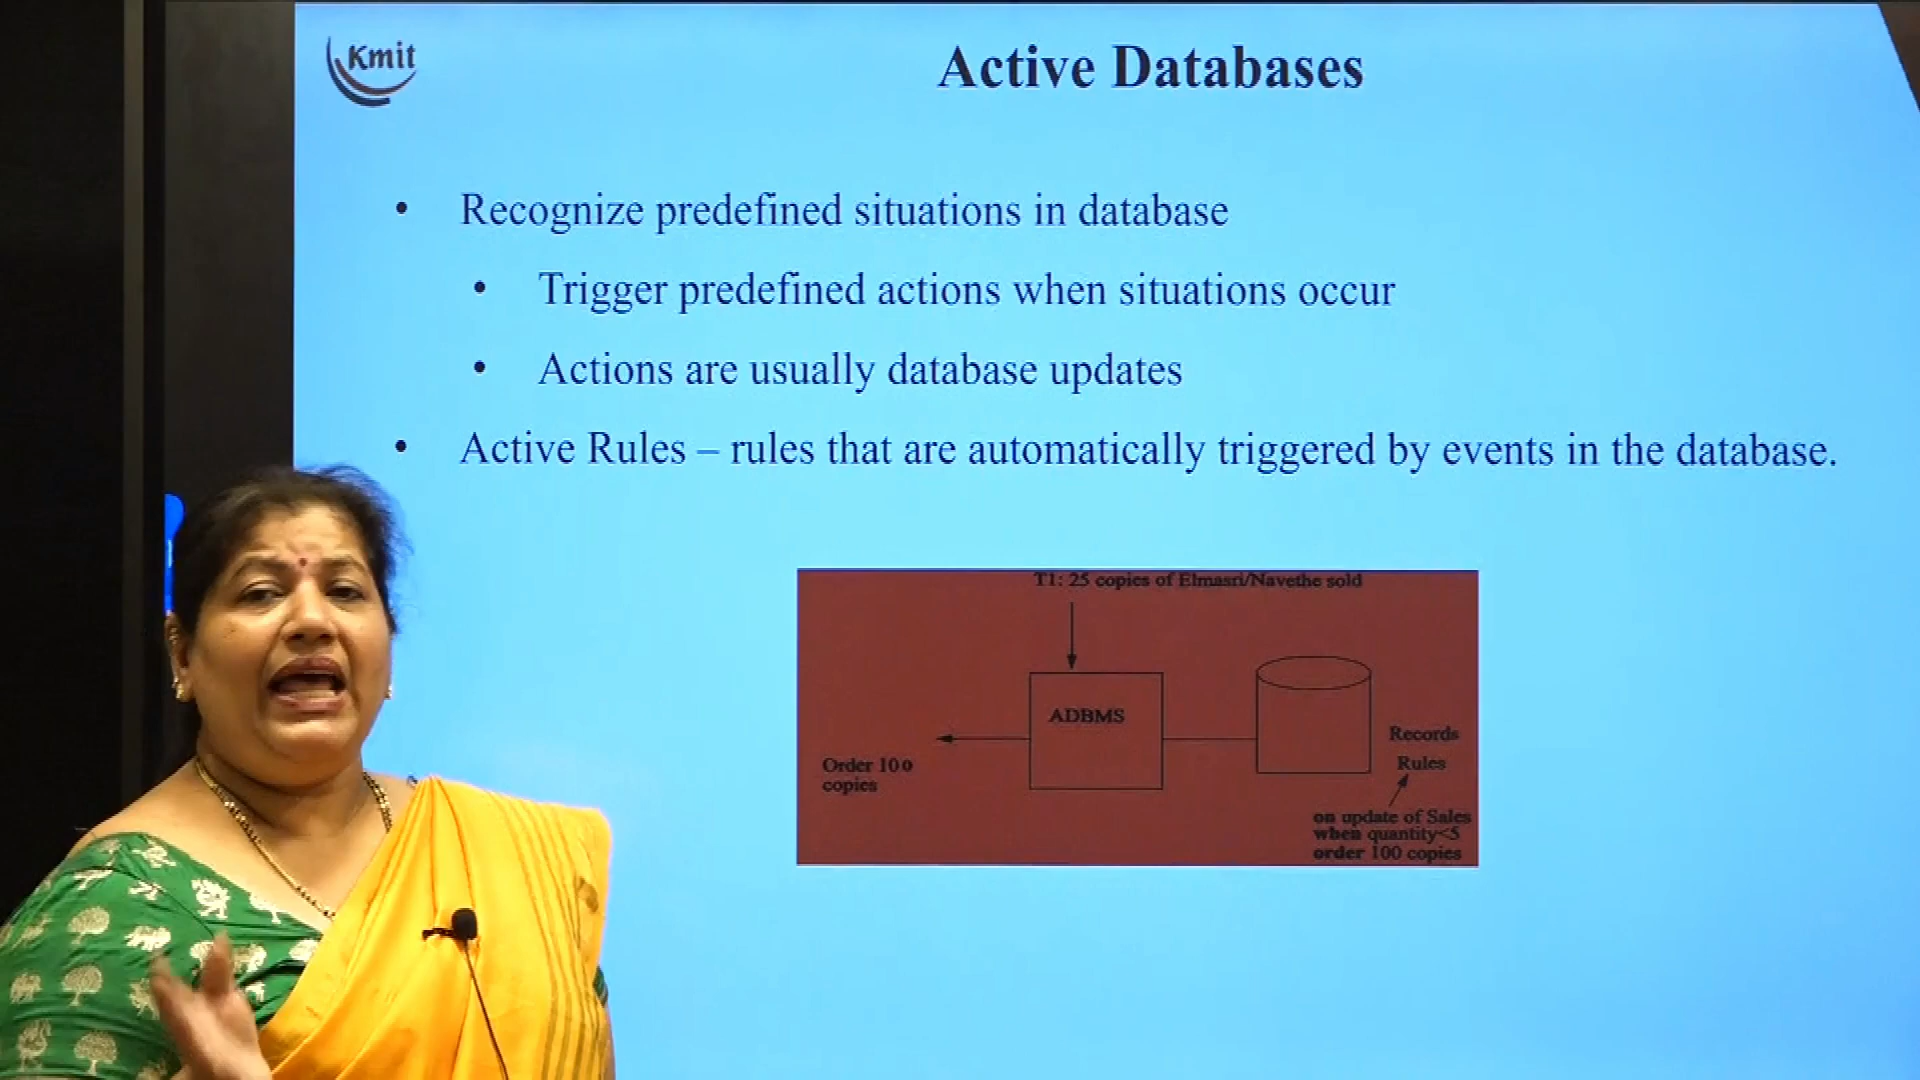 Kmit
Active Databases
• Recognize predefined situations in database
• Trigger predefined actions when situations occur
• Actions are usually database updates
• Active Rules – rules that are automatically triggered by events in the database.
T1: 25 copies of Elmasri/Navethe sold
ADBMS
Records
Rules
Order 100
copies
on update of Sales
when quantity<5
order 100 copies